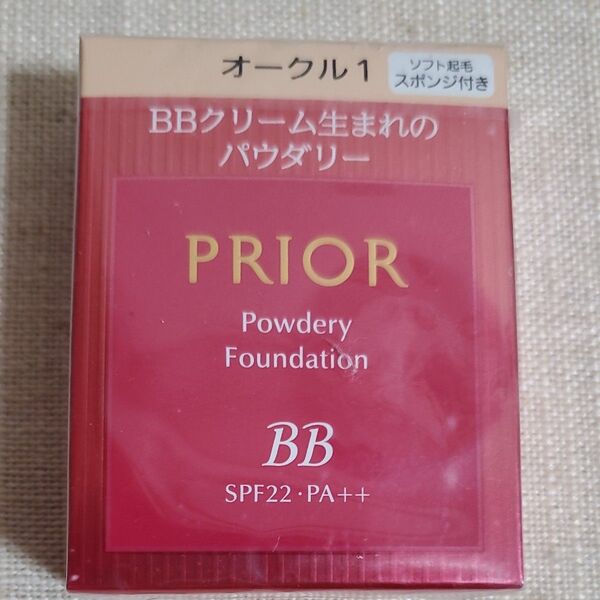 オークル1
ソフト起毛
スポンジ付き
BBクリーム生まれの
パウダリー
PRIOR
Powdery
Foundation
BB
SPF22・PA++